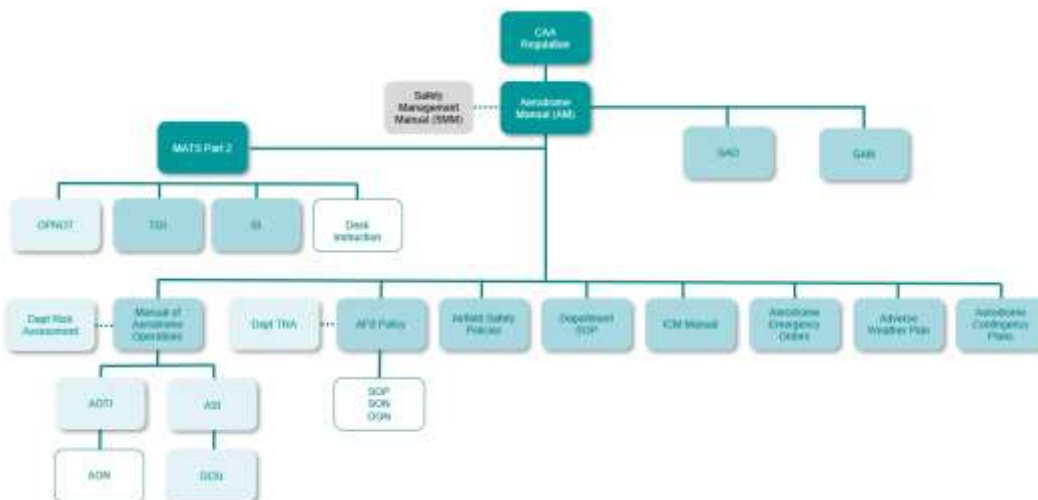 CAA
Regulation
Safety
Management
Manual (SMM)
Aerodrome
Manual (AM)
MATS Part 2
GAD
GAN
OPNOT
TOI
SI
Desk
Instruction
Dept Risk
Assessment
Manual of
Aerodrome
Operations
Dept TNA
AFS Policy
Airfield Safety
Policies
Department
SOP
ICM Manual
Aerodrome
Emergency
Orders
Adverse
Weather Plan
Aerodrome
Contingency
Plans
AOTI
ASI
SOP
SON
OGN
AON